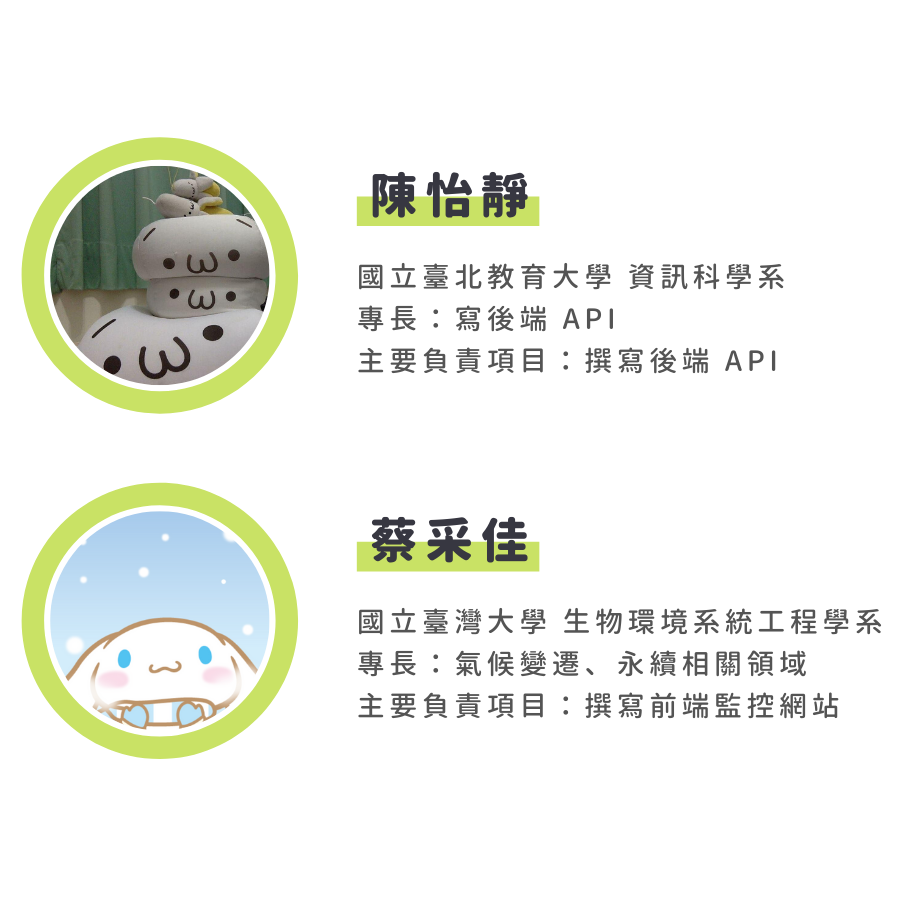 陳怡靜
國立臺北教育大學 資訊科學系
專長：寫後端 API
主要負責項目：撰寫後端 API
蔡采佳
國立臺灣大學 生物環境系統工程學系
專長：氣候變遷、永續相關領域
主要負責項目：撰寫前端監控網站